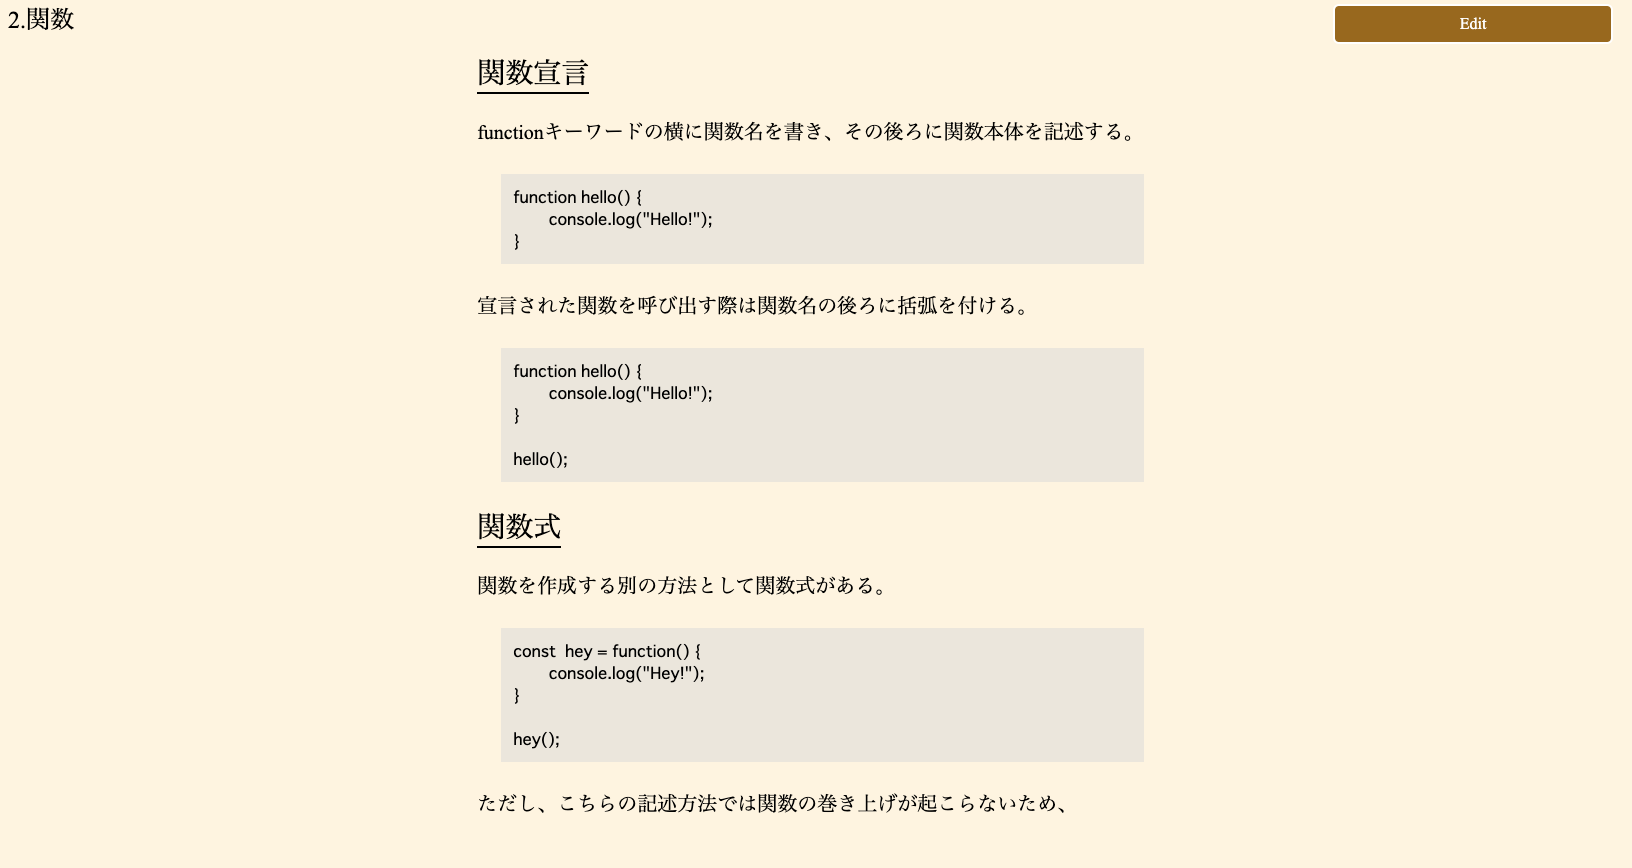 2.関数
Edit
関数宣言
functionキーワードの横に関数名を書き、その後ろに関数本体を記述する。
function hello() {
console.log("Hello!");
}
宣言された関数を呼び出す際は関数名の後ろに括弧を付ける。
function hello() {
console.log("Hello!");
}
hello();
関数式
関数を作成する別の方法として関数式がある。
const  hey = function() {
console.log("Hey!");
}
hey();
ただし、こちらの記述方法では関数の巻き上げが起こらないため、